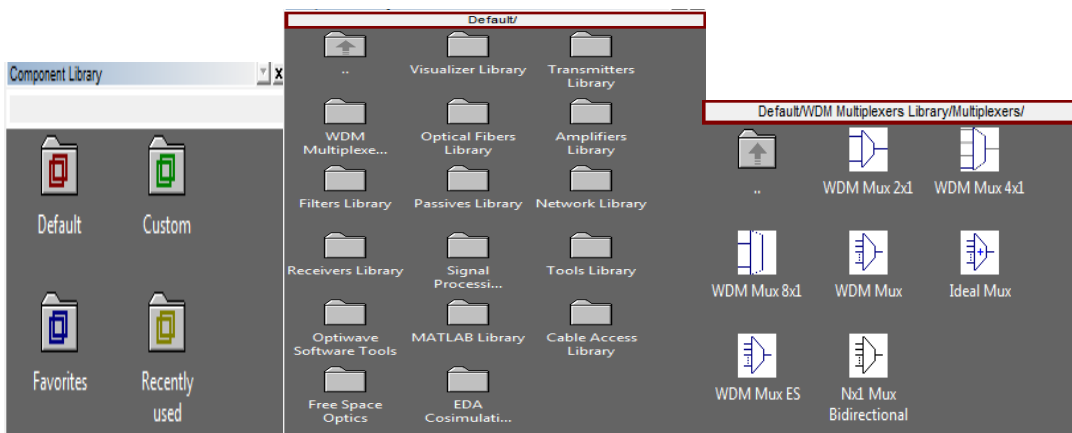 Component Library
x
Default
Custom
Favorites
Recently
used
Default/
..
Visualizer Library
Transmitters
Library
WDM
Multiplexe...
Optical Fibers
Library
Amplifiers
Library
Filters Library
Passives Library
Network Library
Receivers Library
Signal
Processi...
Tools Library
Optiwave
Software Tools
MATLAB Library
Cable Access
Library
Free Space
Optics
EDA
Cosimulati...
Default/WDM Multiplexers Library/Multiplexers/
..
WDM Mux 2x1
WDM Mux 4x1
WDM Mux 8x1
WDM Mux
Ideal Mux
WDM Mux ES
Nx1 Mux
Bidirectional